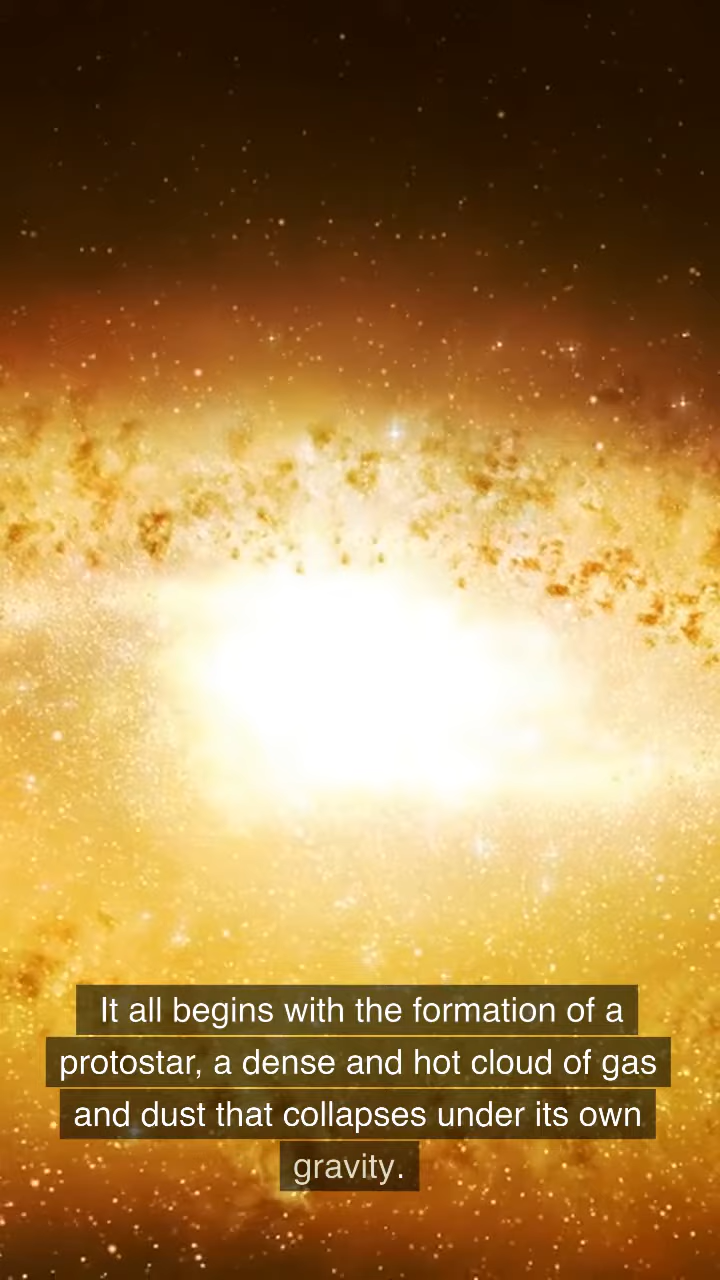 It all begins with the formation of a
protostar, a dense and hot cloud of gas
and dust that collapses under its own
gravity.